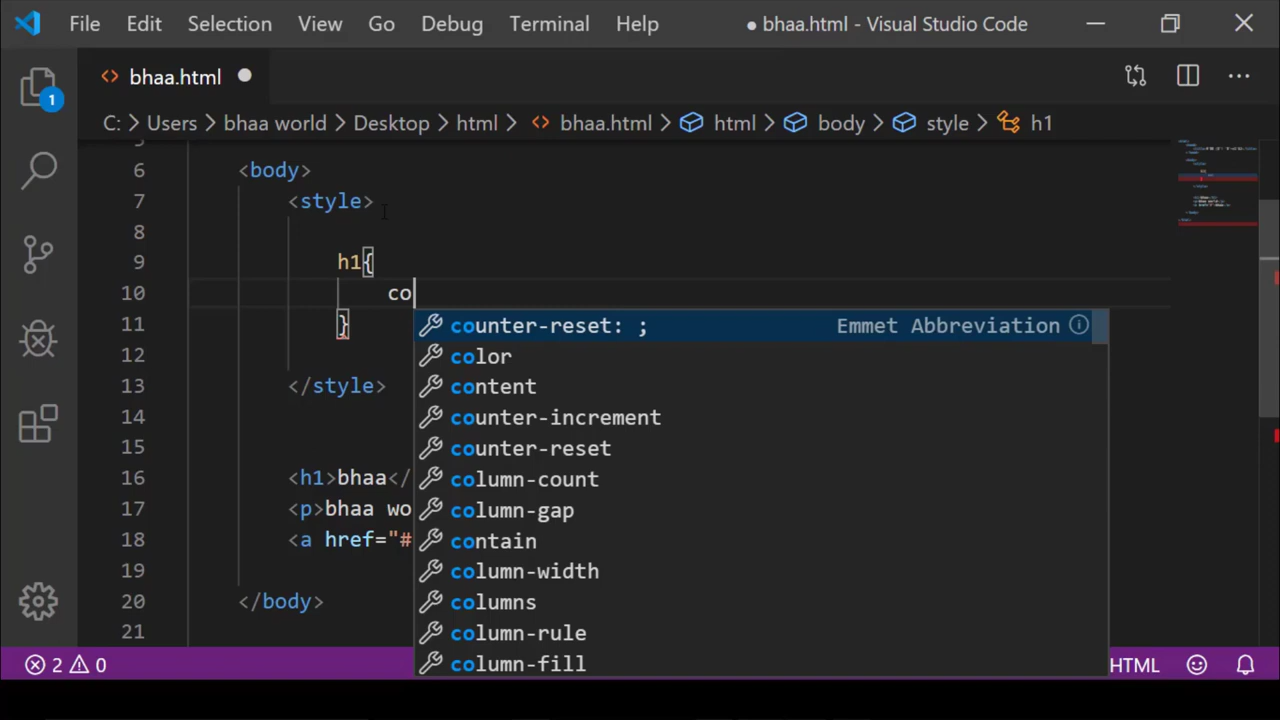 File Edit Selection View Go Debug Terminal Help ● bhaa.html - Visual Studio Code
bhaa.html
1
C: > Users > bhaa world > Desktop > html > bhaa.html > html > body > style > h1
6 <body>
7 <style>
8
9 h1{
10 co
11 }
12
13 </style>
14
15
16 <h1>bhaa</
17 <p>bhaa wo
18 <a href="#
19
20 </body>
21
counter-reset: ; Emmet Abbreviation
color
content
counter-increment
counter-reset
column-count
column-gap
contain
column-width
columns
column-rule
column-fill
2 0 HTML